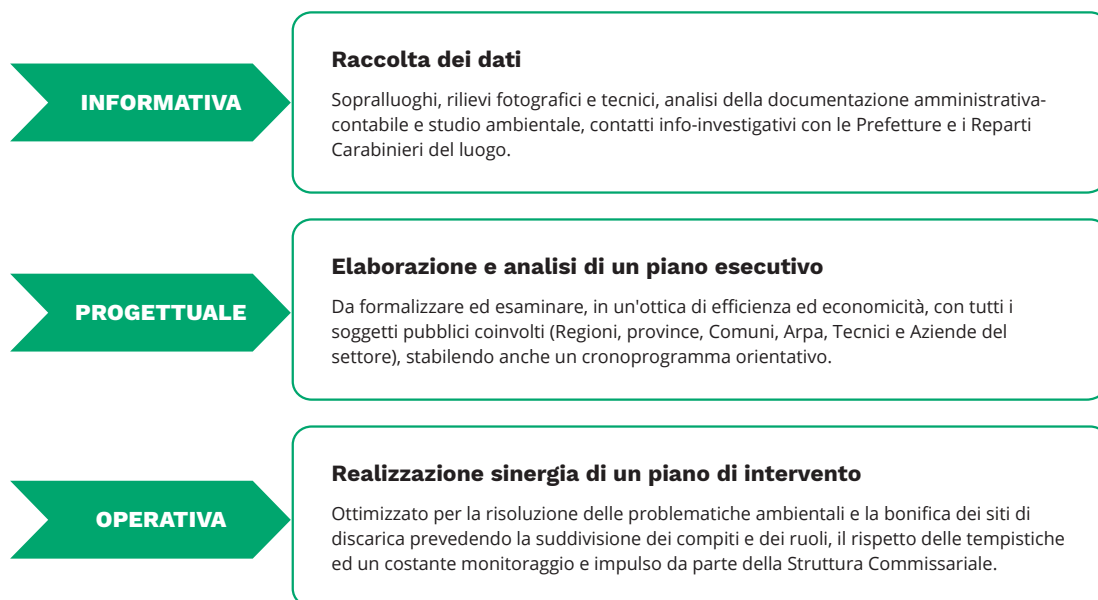 INFORMATIVA
Raccolta dei dati
Sopralluoghi, rilievi fotografici e tecnici, analisi della documentazione amministrativa-
contabile e studio ambientale, contatti info-investigativi con le Prefetture e i Reparti
Carabinieri del luogo.
PROGETTUALE
Elaborazione e analisi di un piano esecutivo
Da formalizzare ed esaminare, in un'ottica di efficienza ed economicità, con tutti i
soggetti pubblici coinvolti (Regioni, province, Comuni, Arpa, Tecnici e Aziende del
settore), stabilendo anche un cronoprogramma orientativo.
OPERATIVA
Realizzazione sinergia di un piano di intervento
Ottimizzato per la risoluzione delle problematiche ambientali e la bonifica dei siti di
discarica prevedendo la suddivisione dei compiti e dei ruoli, il rispetto delle tempistiche
ed un costante monitoraggio e impulso da parte della Struttura Commissariale.